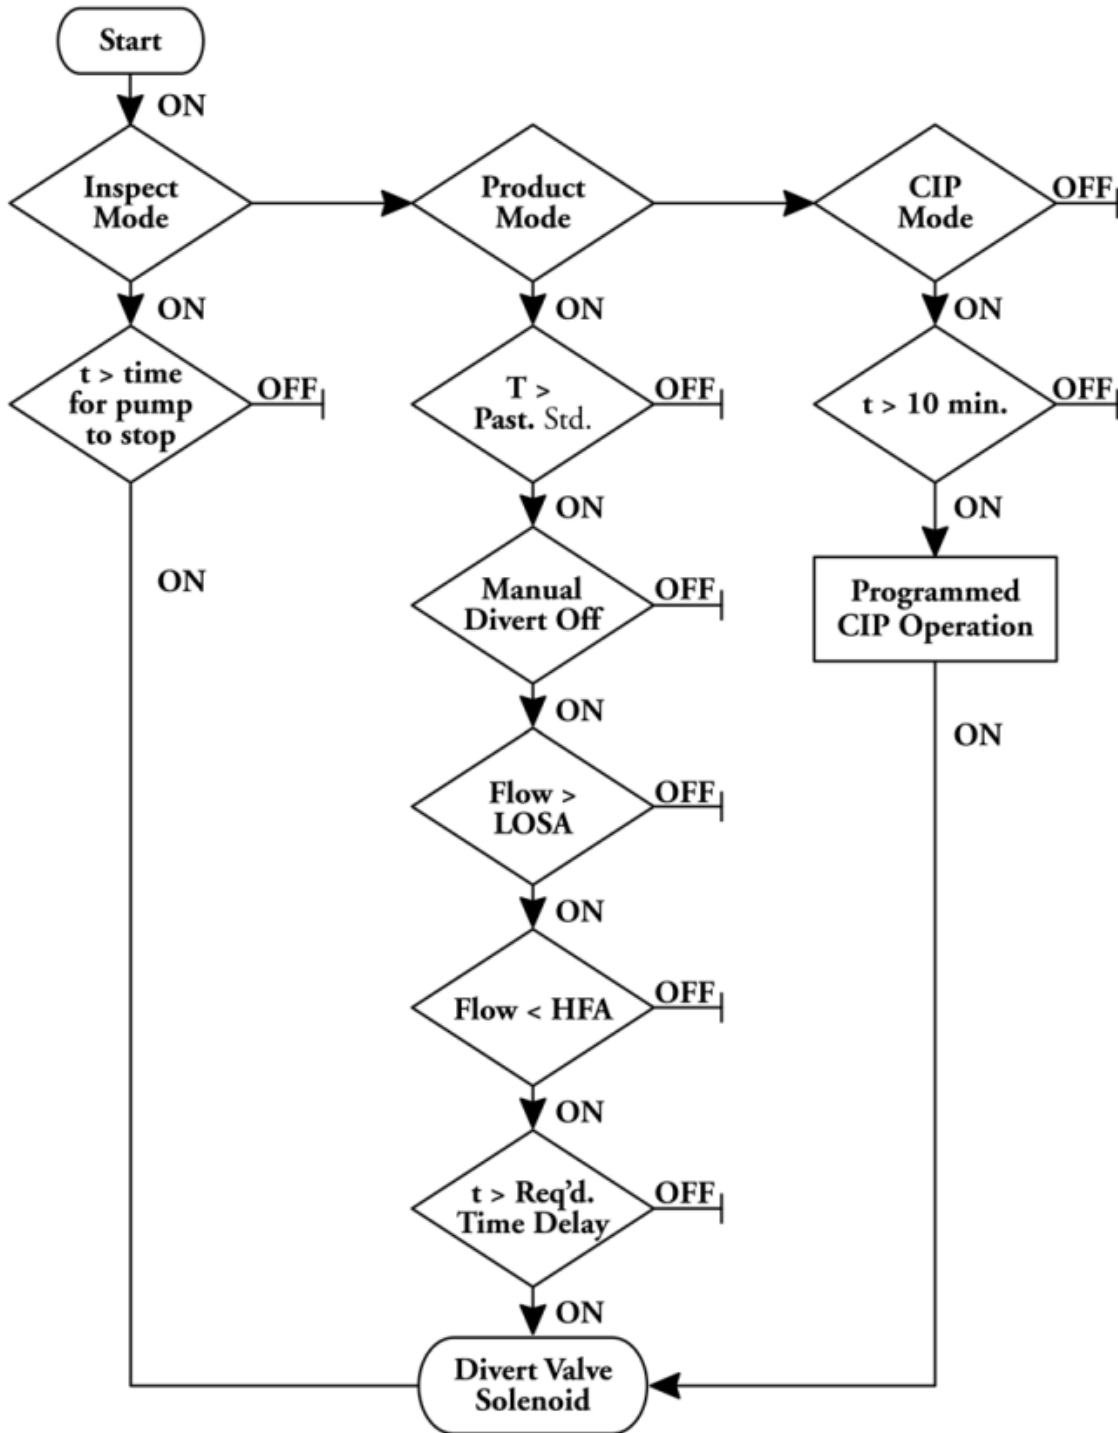 Start
ON
Inspect
Mode
Product
Mode
CIP
Mode
OFF
ON
ON
ON
t > time
for pump
to stop
OFF
T >
Past. Std.
OFF
t > 10 min.
OFF
ON
ON
ON
Manual
Divert Off
OFF
Programmed
CIP Operation
ON
ON
Flow >
LOSA
OFF
ON
Flow < HFA
OFF
ON
t > Req'd.
Time Delay
OFF
ON
Divert Valve
Solenoid